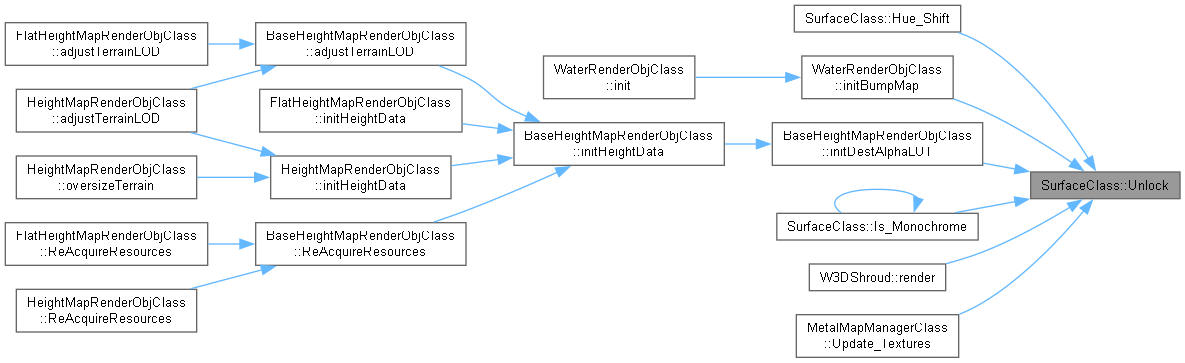 FlatHeightMapRenderObjClass
::adjustTerrainLOD
HeightMapRenderObjClass
::adjustTerrainLOD
HeightMapRenderObjClass
::oversizeTerrain
FlatHeightMapRenderObjClass
::ReAcquireResources
HeightMapRenderObjClass
::ReAcquireResources
BaseHeightMapRenderObjClass
::adjustTerrainLOD
FlatHeightMapRenderObjClass
::initHeightData
HeightMapRenderObjClass
::initHeightData
BaseHeightMapRenderObjClass
::ReAcquireResources
WaterRenderObjClass
::init
BaseHeightMapRenderObjClass
::initHeightData
SurfaceClass::Hue_Shift
WaterRenderObjClass
::initBumpMap
BaseHeightMapRenderObjClass
::initDestAlphaLUT
SurfaceClass::Is_Monochrome
W3DShroud::render
MetalMapManagerClass
::Update_Textures
SurfaceClass::Unlock